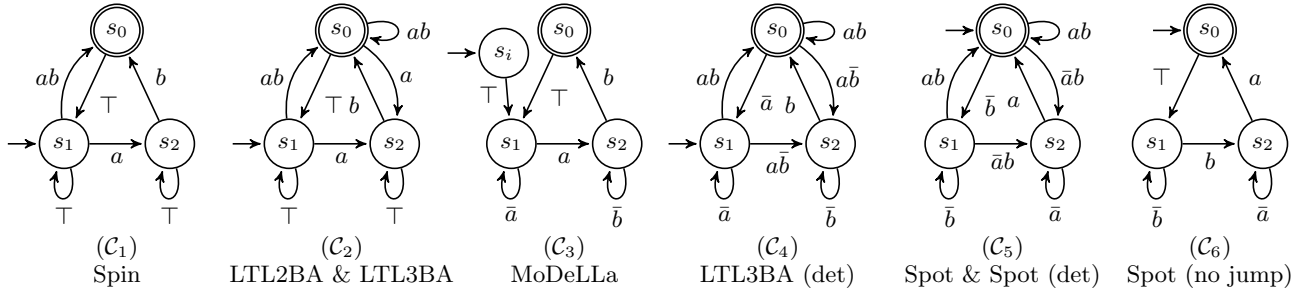 s₀ s₀ s₀ s₀ s₀ s₀
ab
ab
ab
sᵢ
ab b a b ab ab
⊤ a
⊤ b ⊤ ⊤ b ab̄ āb
⊤ ā b b̄ a
s₁ s₂ s₁ s₂ s₁ s₂ s₁ s₂ s₁ s₂ s₁ s₂
a a a ab̄ āb b
⊤ ⊤ ⊤ ⊤ ā b̄ ā b̄ b̄ ā b̄ ā
(𝒞₁) (𝒞₂) (𝒞₃) (𝒞₄) (𝒞₅) (𝒞₆)
Spin LTL2BA & LTL3BA MoDeLLa LTL3BA (det) Spot & Spot (det) Spot (no jump)